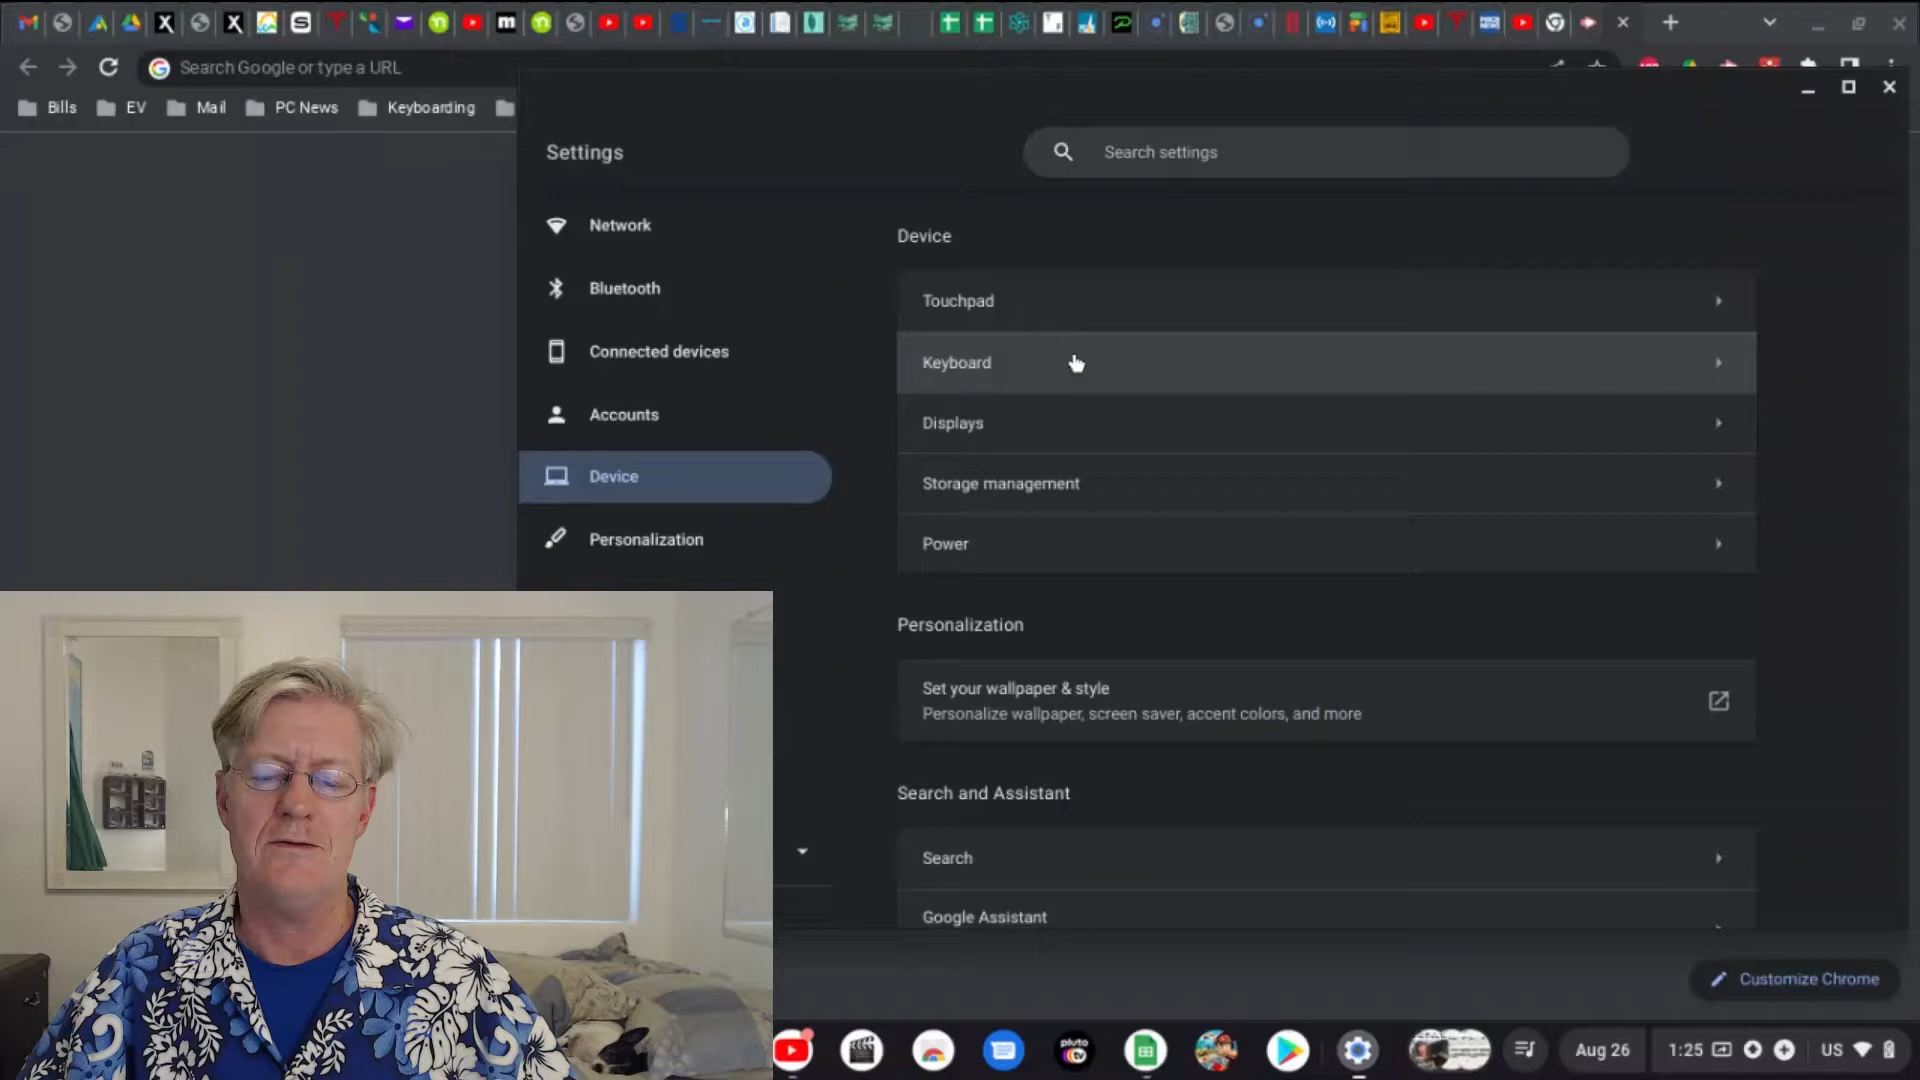 Search Google or type a URL
Bills
EV
Mail
PC News
Keyboarding
Settings
Search settings
Network
Bluetooth
Connected devices
Accounts
Device
Personalization
Device
Touchpad
Keyboard
Displays
Storage management
Power
Personalization
Set your wallpaper & style
Personalize wallpaper, screen saver, accent colors, and more
Search and Assistant
Search
Google Assistant
Customize Chrome
pluto tv
Aug 26
1:25
US